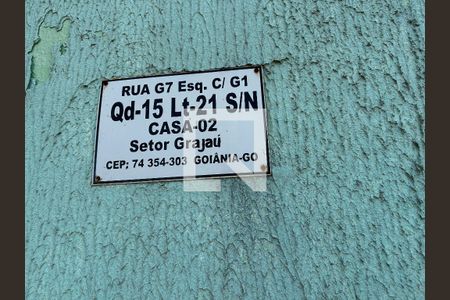 RUA G7 Esq. C/ G1
Qd-15 Lt-21 S/N
CASA-02
Setor Grajaú
CEP; 74 354-303 GOIÂNIA-GO